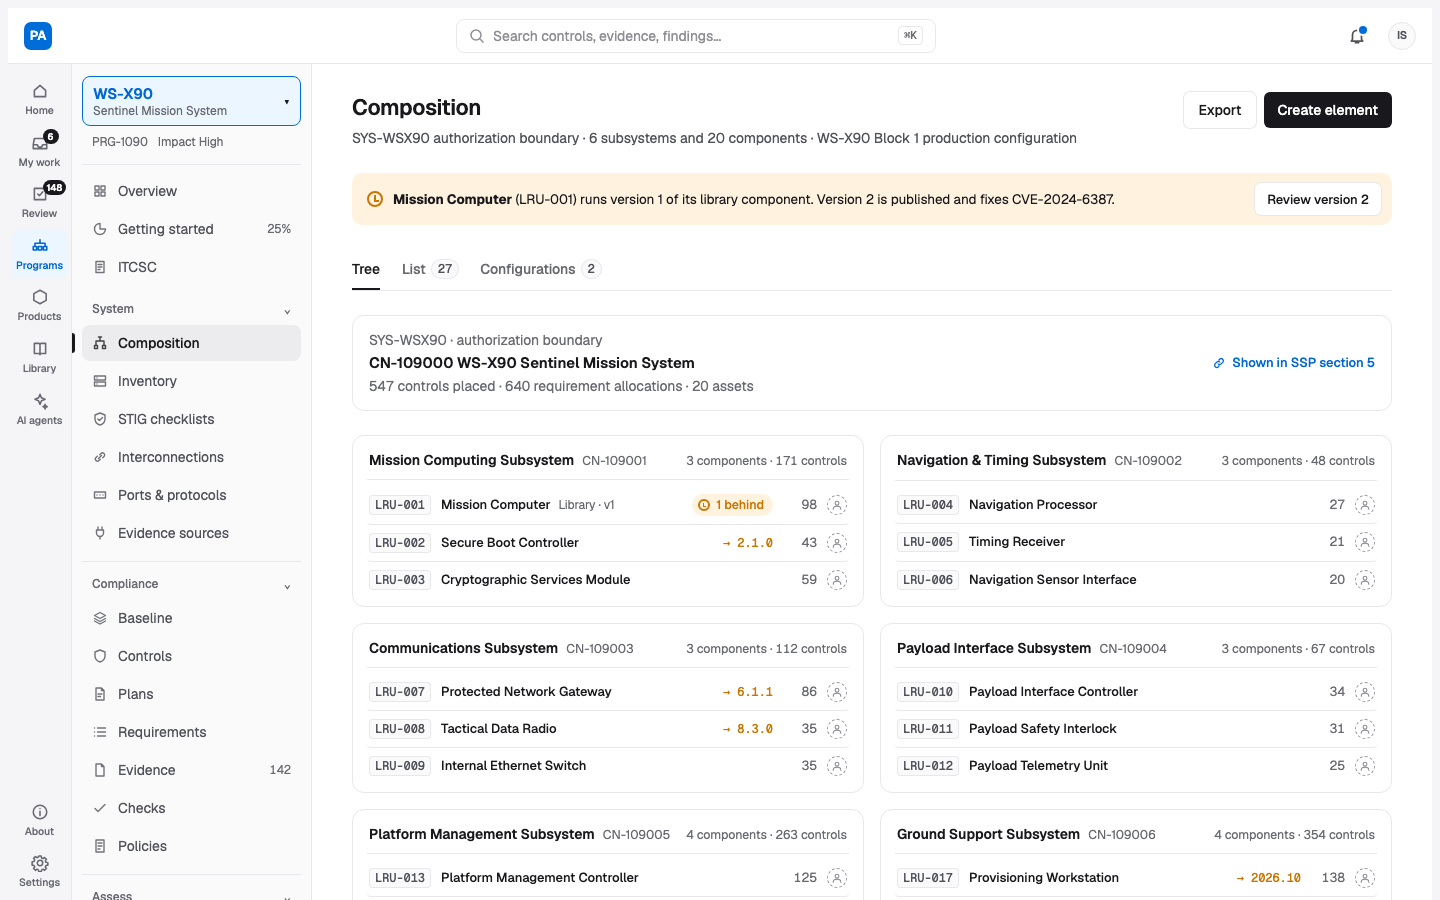 PA
Search controls, evidence, findings...
⌘K
IS
Home
6
My work
148
Review
Programs
Products
Library
AI agents
About
Settings
WS-X90
Sentinel Mission System
PRG-1090 Impact High
Overview
Getting started 25%
ITCSC
System
Composition
Inventory
STIG checklists
Interconnections
Ports & protocols
Evidence sources
Compliance
Baseline
Controls
Plans
Requirements
Evidence 142
Checks
Policies
Assess
Composition
SYS-WSX90 authorization boundary · 6 subsystems and 20 components · WS-X90 Block 1 production configuration
Export
Create element
Mission Computer (LRU-001) runs version 1 of its library component. Version 2 is published and fixes CVE-2024-6387.
Review version 2
Tree List 27 Configurations 2
SYS-WSX90 · authorization boundary
CN-109000 WS-X90 Sentinel Mission System
547 controls placed · 640 requirement allocations · 20 assets
Shown in SSP section 5
Mission Computing Subsystem CN-109001 3 components · 171 controls
LRU-001 Mission Computer Library · v1 1 behind 98
LRU-002 Secure Boot Controller → 2.1.0 43
LRU-003 Cryptographic Services Module 59
Navigation & Timing Subsystem CN-109002 3 components · 48 controls
LRU-004 Navigation Processor 27
LRU-005 Timing Receiver 21
LRU-006 Navigation Sensor Interface 20
Communications Subsystem CN-109003 3 components · 112 controls
LRU-007 Protected Network Gateway → 6.1.1 86
LRU-008 Tactical Data Radio → 8.3.0 35
LRU-009 Internal Ethernet Switch 35
Payload Interface Subsystem CN-109004 3 components · 67 controls
LRU-010 Payload Interface Controller 34
LRU-011 Payload Safety Interlock 31
LRU-012 Payload Telemetry Unit 25
Platform Management Subsystem CN-109005 4 components · 263 controls
LRU-013 Platform Management Controller 125
Ground Support Subsystem CN-109006 4 components · 354 controls
LRU-017 Provisioning Workstation → 2026.10 138